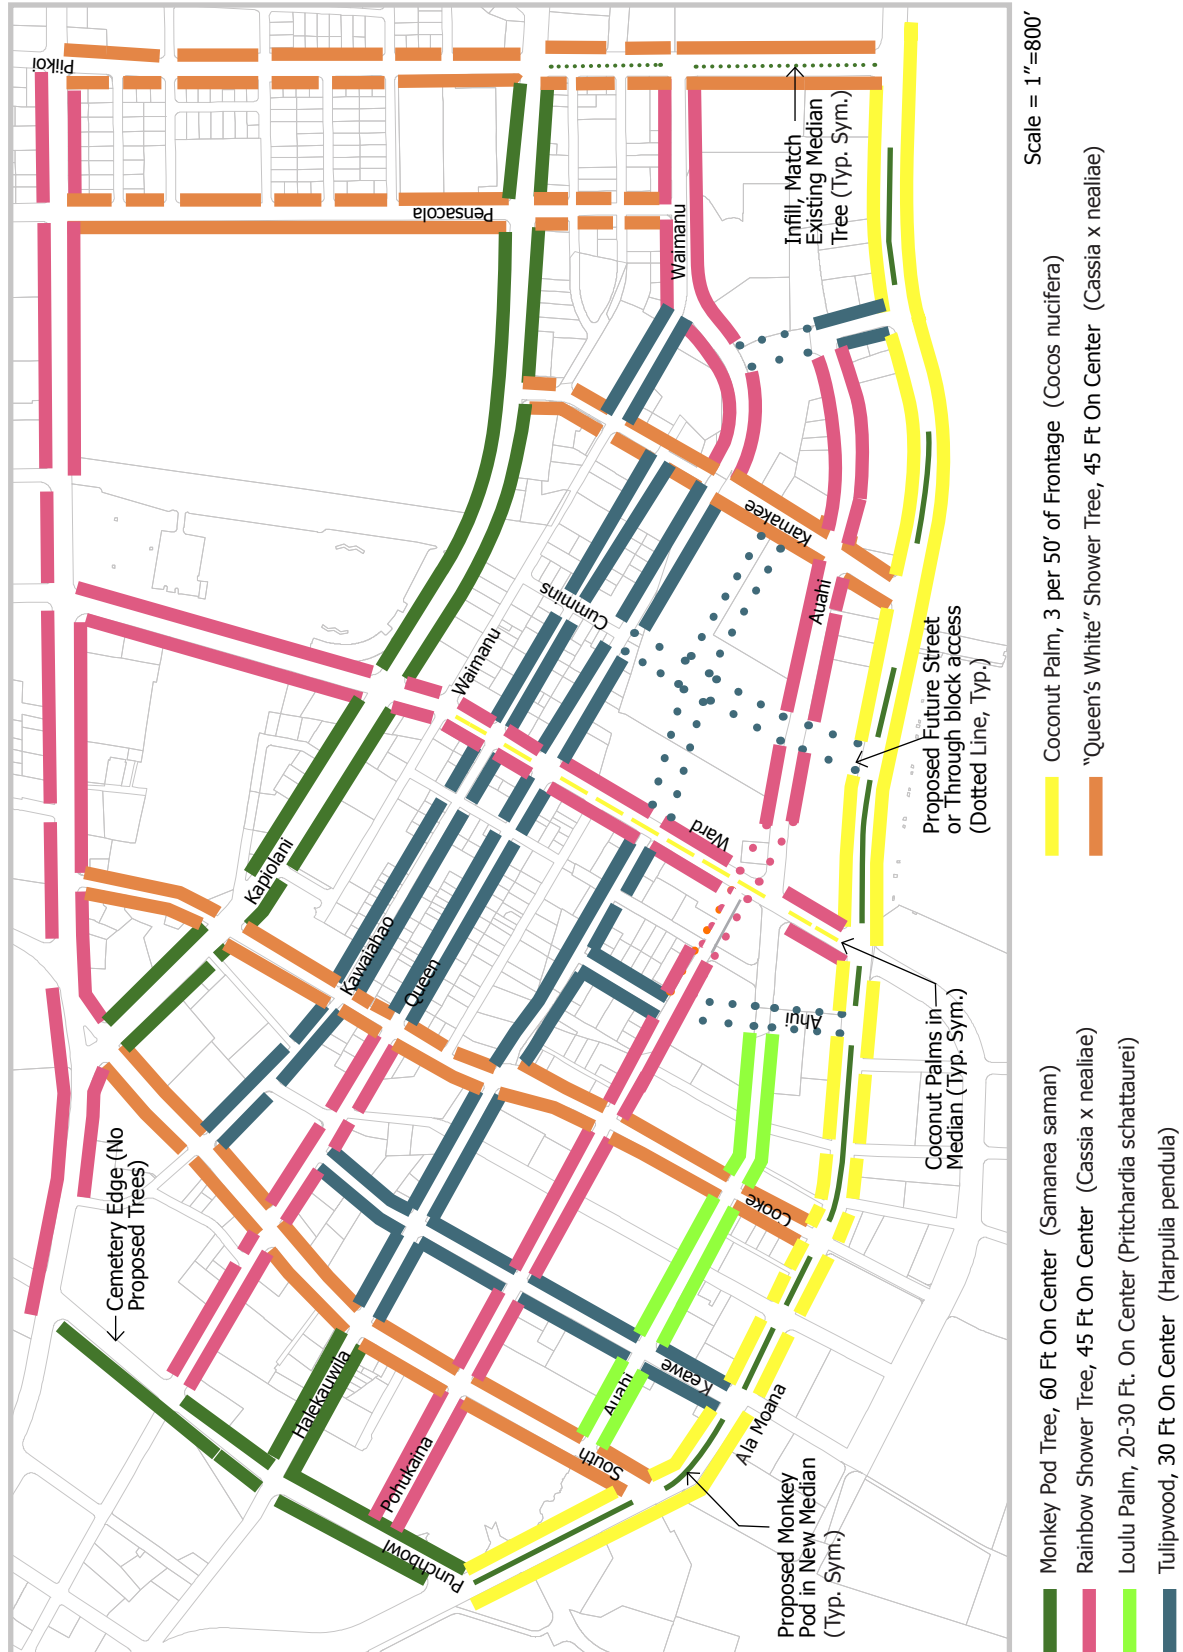 Piikoi
Pensacola
Waimanu
Infill, Match
Existing Median
Tree (Typ. Sym.)
Kamakee
Auahi
Cummins
Waimanu
Proposed Future Street
or Through block access
(Dotted Line, Typ.)
Ward
Kapiolani
Kawaiahao
Queen
Ahui
Coconut Palms in
Median (Typ. Sym.)
Cooke
Cemetery Edge (No
Proposed Trees)
Halekauwila
Keawe
Auahi
South
Pohukaina
Punchbowl
Ala Moana
Proposed Monkey
Pod in New Median
(Typ. Sym.)
Scale = 1"=800'
Monkey Pod Tree, 60 Ft On Center (Samanea saman)
Rainbow Shower Tree, 45 Ft On Center (Cassia x nealiae)
Loulu Palm, 20-30 Ft. On Center (Pritchardia schattaurei)
Tulipwood, 30 Ft On Center (Harpulia pendula)
Coconut Palm, 3 per 50' of Frontage (Cocos nucifera)
"Queen's White" Shower Tree, 45 Ft On Center (Cassia x nealiae)